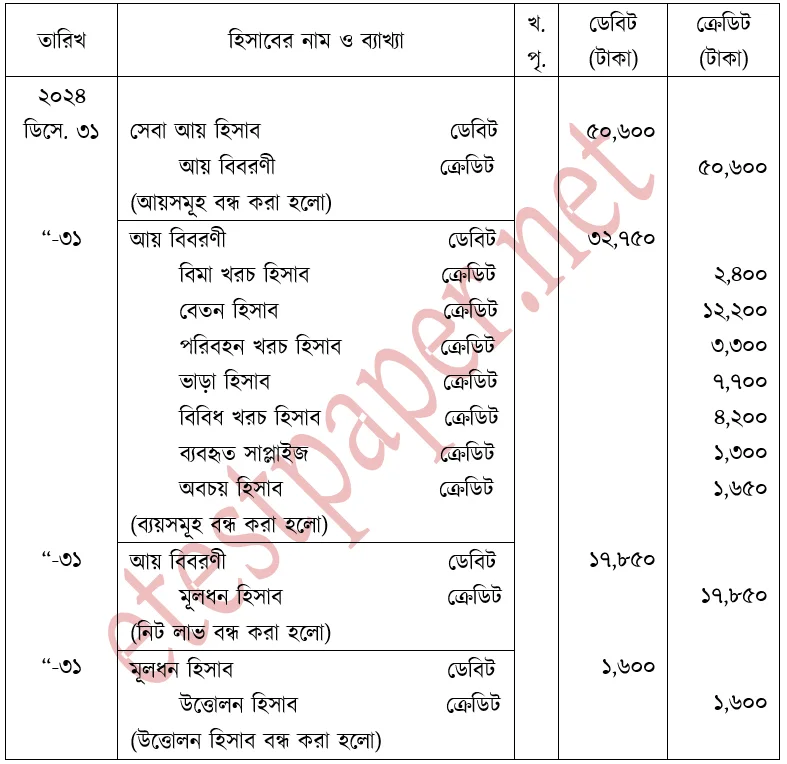 তারিখ হিসাবের নাম ও ব্যাখ্যা খ. পৃ. ডেবিট (টাকা) ক্রেডিট (টাকা)
২০২৪
ডিসে. ৩১ সেবা আয় হিসাব ডেবিট ৫০,৬০০
আয় বিবরণী ক্রেডিট ৫০,৬০০
(আয়সমূহ বন্ধ করা হলো)
“-৩১ আয় বিবরণী ডেবিট ৩২,৭৫০
বিমা খরচ হিসাব ক্রেডিট ২,৪০০
বেতন হিসাব ক্রেডিট ১২,২০০
পরিবহন খরচ হিসাব ক্রেডিট ৩,৩০০
ভাড়া হিসাব ক্রেডিট ৭,৭০০
বিবিধ খরচ হিসাব ক্রেডিট ৪,২০০
ব্যবহৃত সাপ্লাইজ ক্রেডিট ১,৩০০
অবচয় হিসাব ক্রেডিট ১,৬৫০
(ব্যয়সমূহ বন্ধ করা হলো)
“-৩১ আয় বিবরণী ডেবিট ১৭,৮৫০
মূলধন হিসাব ক্রেডিট ১৭,৮৫০
(নিট লাভ বন্ধ করা হলো)
“-৩১ মূলধন হিসাব ডেবিট ১,৬০০
উত্তোলন হিসাব ক্রেডিট ১,৬০০
(উত্তোলন হিসাব বন্ধ করা হলো)
etestpaper.net